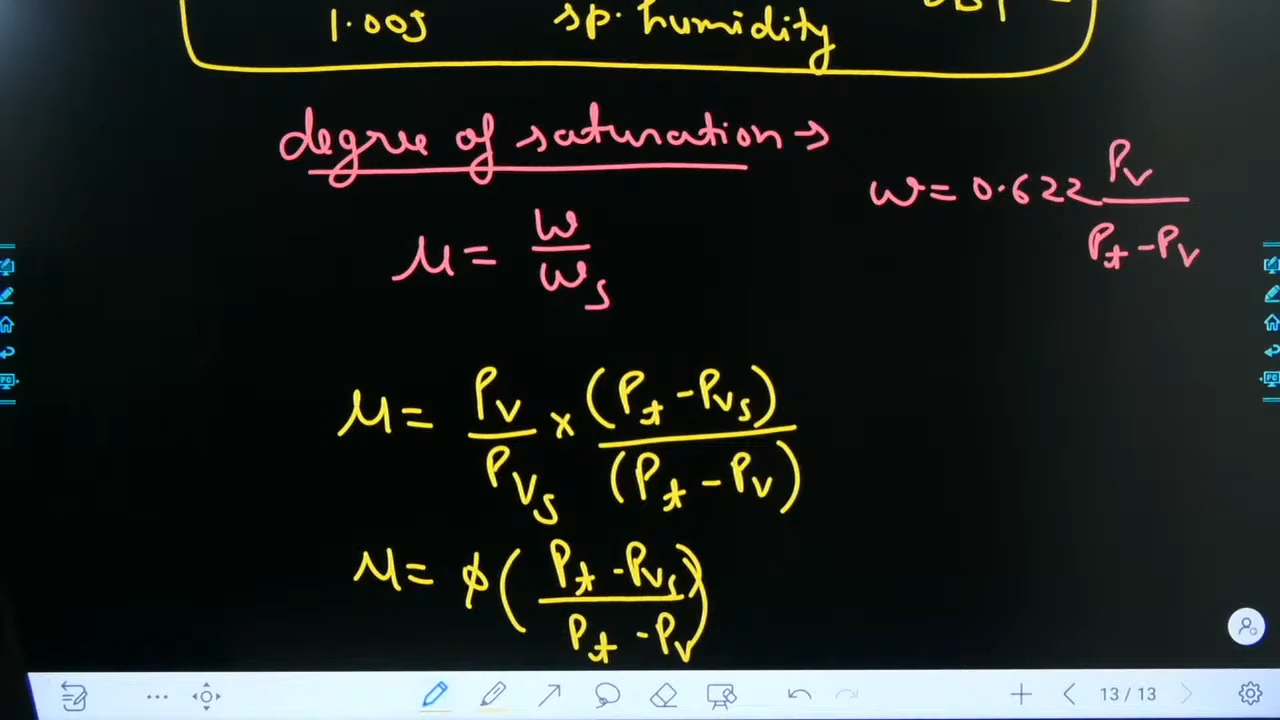 1.005 sp. humidity
degree of saturation →
w = 0.622 Pv / (Pt - Pv)
μ = w / ws
μ = Pv / Pvs × (Pt - Pvs) / (Pt - Pv)
μ = φ (Pt - Pvs / Pt - Pv)
13 / 13